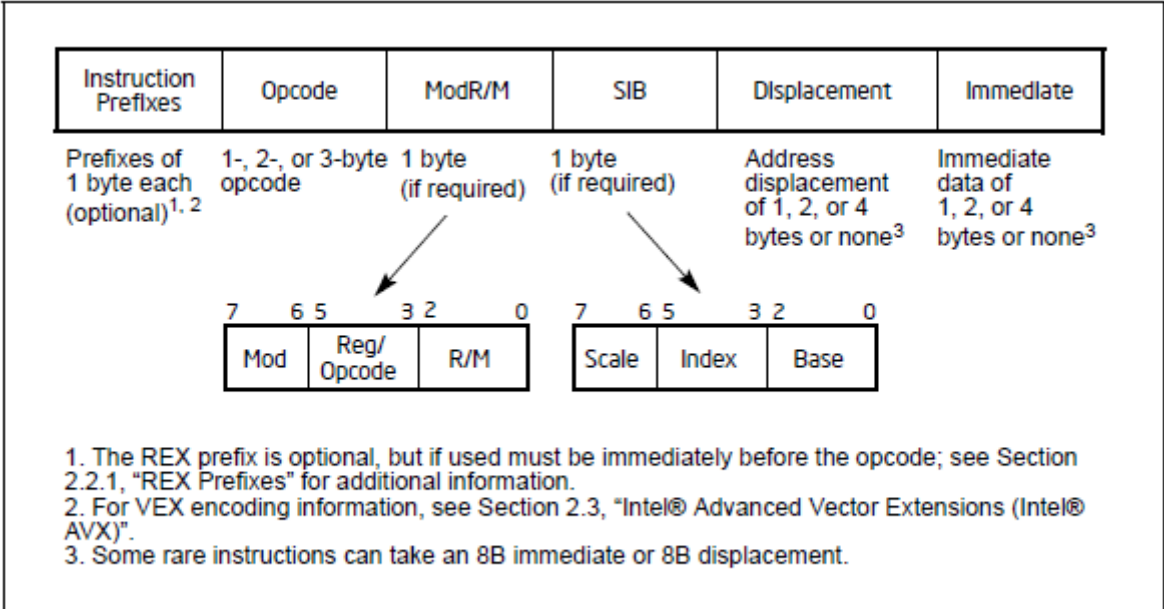 Instruction Prefixes Opcode ModR/M SIB Displacement Immediate
Prefixes of 1 byte each (optional)1, 2
1-, 2-, or 3-byte opcode
1 byte (if required)
1 byte (if required)
Address displacement of 1, 2, or 4 bytes or none3
Immediate data of 1, 2, or 4 bytes or none3
7 6 5 3 2 0
Mod Reg/Opcode R/M
7 6 5 3 2 0
Scale Index Base
1. The REX prefix is optional, but if used must be immediately before the opcode; see Section
2.2.1, “REX Prefixes” for additional information.
2. For VEX encoding information, see Section 2.3, “Intel® Advanced Vector Extensions (Intel®
AVX)”.
3. Some rare instructions can take an 8B immediate or 8B displacement.